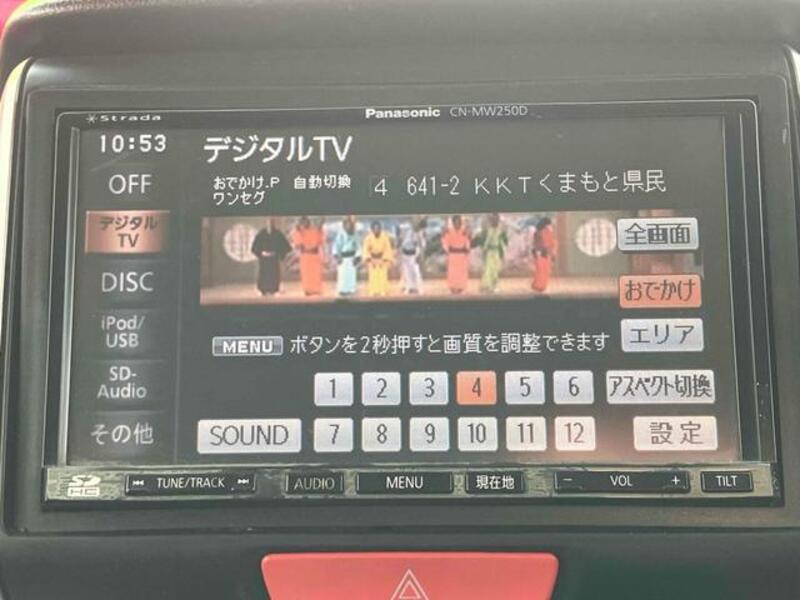 Strada
Panasonic CN-MW250D
10:53
デジタルTV
OFF
おでかけ.P 自動切換
ワンセグ
4 641-2 KKTくまもと県民
デジタル
TV
全画面
DISC
おでかけ
iPod/
USB
MENU ボタンを2秒押すと画質を調整できます
エリア
SD-
Audio
1 2 3 4 5 6 アスペクト切換
その他
SOUND 7 8 9 10 11 12 設定
SD HC
TUNE/TRACK AUDIO MENU 現在地 − VOL + TILT